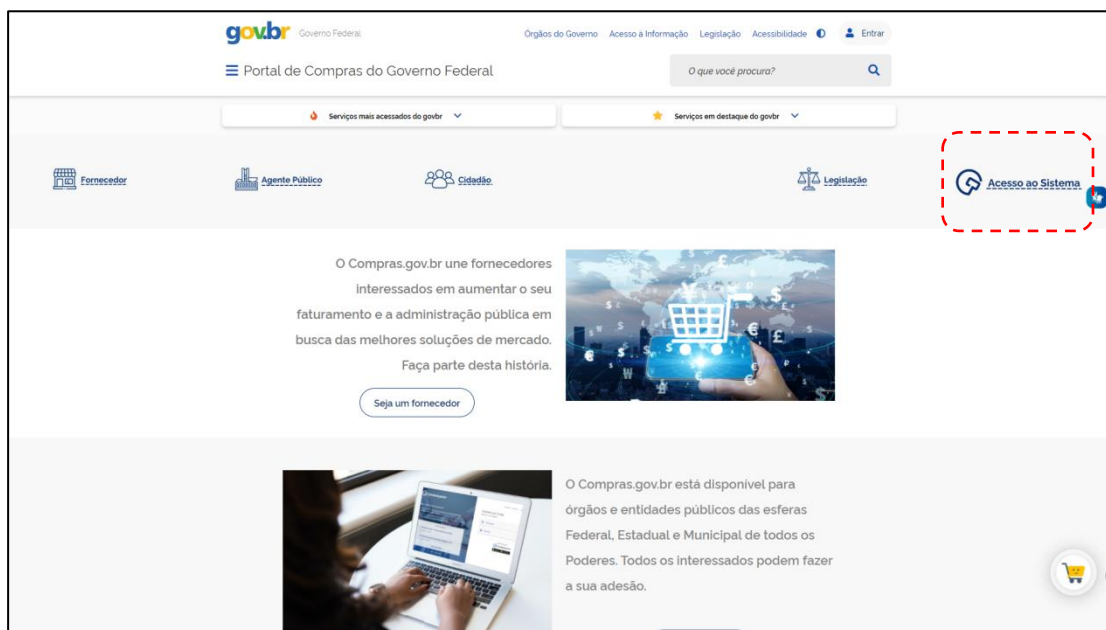 gov.br Governo Federal Órgãos do Governo Acesso à Informação Legislação Acessibilidade Entrar
Portal de Compras do Governo Federal O que você procura?
Serviços mais acessados do govbr Serviços em destaque do govbr
Fornecedor Agente Público Cidadão Legislação Acesso ao Sistema
O Compras.gov.br une fornecedores
interessados em aumentar o seu
faturamento e a administração pública em
busca das melhores soluções de mercado.
Faça parte desta história.
Seja um fornecedor
O Compras.gov.br está disponível para
órgãos e entidades públicos das esferas
Federal, Estadual e Municipal de todos os
Poderes. Todos os interessados podem fazer
a sua adesão.